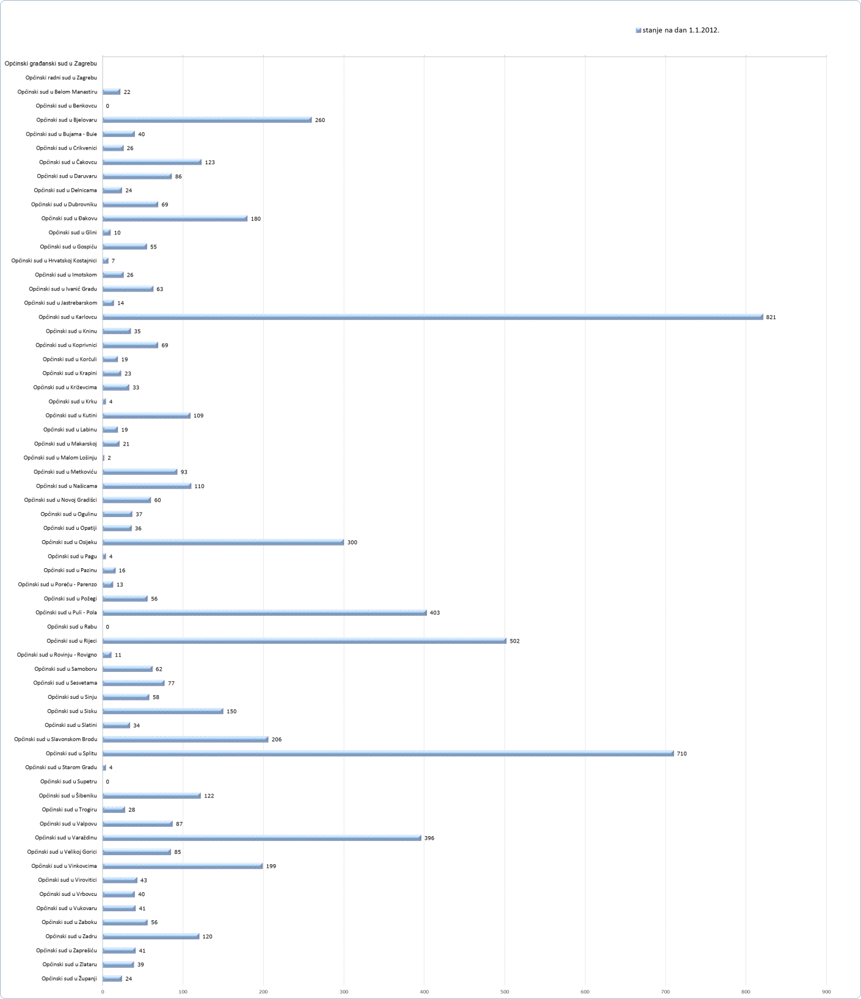 stanje na dan 1.1.2012.
Općinski građanski sud u Zagrebu
Općinski radni sud u Zagrebu
Općinski sud u Belom Manastiru 22
Općinski sud u Benkovcu 0
Općinski sud u Bjelovaru 260
Općinski sud u Bujama - Buie 40
Općinski sud u Crikvenici 26
Općinski sud u Čakovcu 123
Općinski sud u Daruvaru 86
Općinski sud u Delnicama 24
Općinski sud u Dubrovniku 69
Općinski sud u Đakovu 180
Općinski sud u Glini 10
Općinski sud u Gospiću 55
Općinski sud u Hrvatskoj Kostajnici 7
Općinski sud u Imotskom 26
Općinski sud u Ivanić Gradu 63
Općinski sud u Jastrebarskom 14
Općinski sud u Karlovcu 821
Općinski sud u Kninu 35
Općinski sud u Koprivnici 69
Općinski sud u Korčuli 19
Općinski sud u Krapini 23
Općinski sud u Križevcima 33
Općinski sud u Krku 4
Općinski sud u Kutini 109
Općinski sud u Labinu 19
Općinski sud u Makarskoj 21
Općinski sud u Malom Lošinju 2
Općinski sud u Metkoviću 93
Općinski sud u Našicama 110
Općinski sud u Novoj Gradišci 60
Općinski sud u Ogulinu 37
Općinski sud u Opatiji 36
Općinski sud u Osijeku 300
Općinski sud u Pagu 4
Općinski sud u Pazinu 16
Općinski sud u Poreču - Parenzo 13
Općinski sud u Požegi 56
Općinski sud u Puli - Pola 403
Općinski sud u Rabu 0
Općinski sud u Rijeci 502
Općinski sud u Rovinju - Rovigno 11
Općinski sud u Samoboru 62
Općinski sud u Sesvetama 77
Općinski sud u Sinju 58
Općinski sud u Sisku 150
Općinski sud u Slatini 34
Općinski sud u Slavonskom Brodu 206
Općinski sud u Splitu 710
Općinski sud u Starom Gradu 4
Općinski sud u Supetru 0
Općinski sud u Šibeniku 122
Općinski sud u Trogiru 28
Općinski sud u Valpovu 87
Općinski sud u Varaždinu 396
Općinski sud u Velikoj Gorici 85
Općinski sud u Vinkovcima 199
Općinski sud u Virovitici 43
Općinski sud u Vrbovcu 40
Općinski sud u Vukovaru 41
Općinski sud u Zaboku 56
Općinski sud u Zadru 120
Općinski sud u Zaprešiću 41
Općinski sud u Zlataru 39
Općinski sud u Županji 24
0 100 200 300 400 500 600 700 800 900